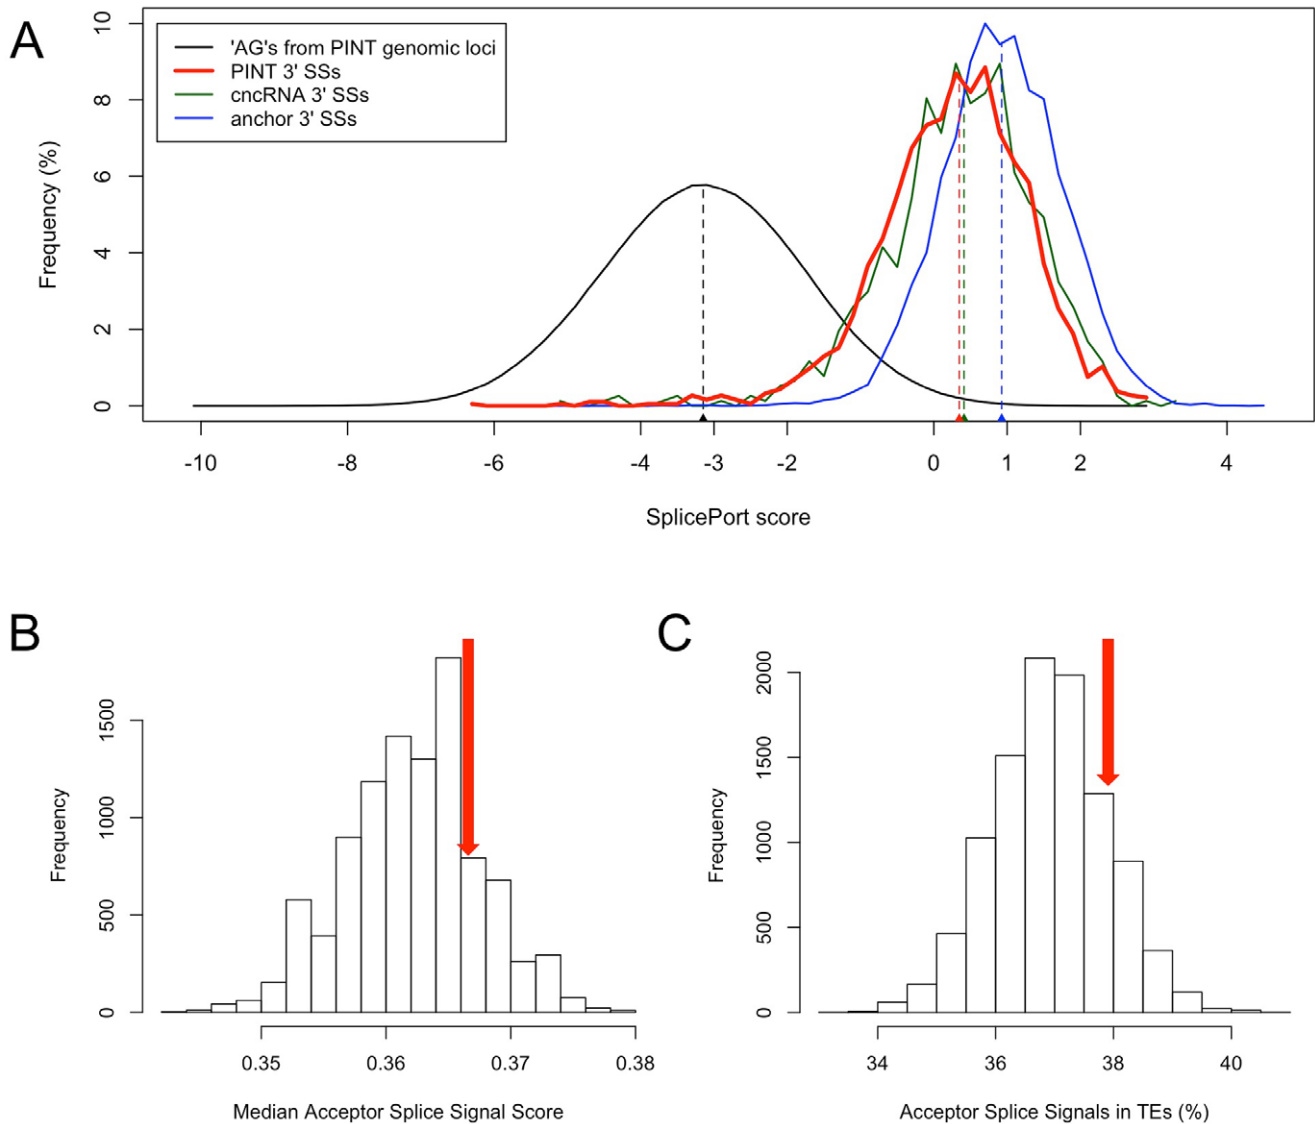 A
'AG's from PINT genomic loci
PINT 3' SSs
cncRNA 3' SSs
anchor 3' SSs
Frequency (%)
10
8
6
4
2
0
-10 -8 -6 -4 -3 -2 0 1 2 4
SplicePort score
B
Frequency
1500
1000
500
0
0.35 0.36 0.37 0.38
Median Acceptor Splice Signal Score
C
Frequency
2000
1500
1000
500
0
34 36 38 40
Acceptor Splice Signals in TEs (%)